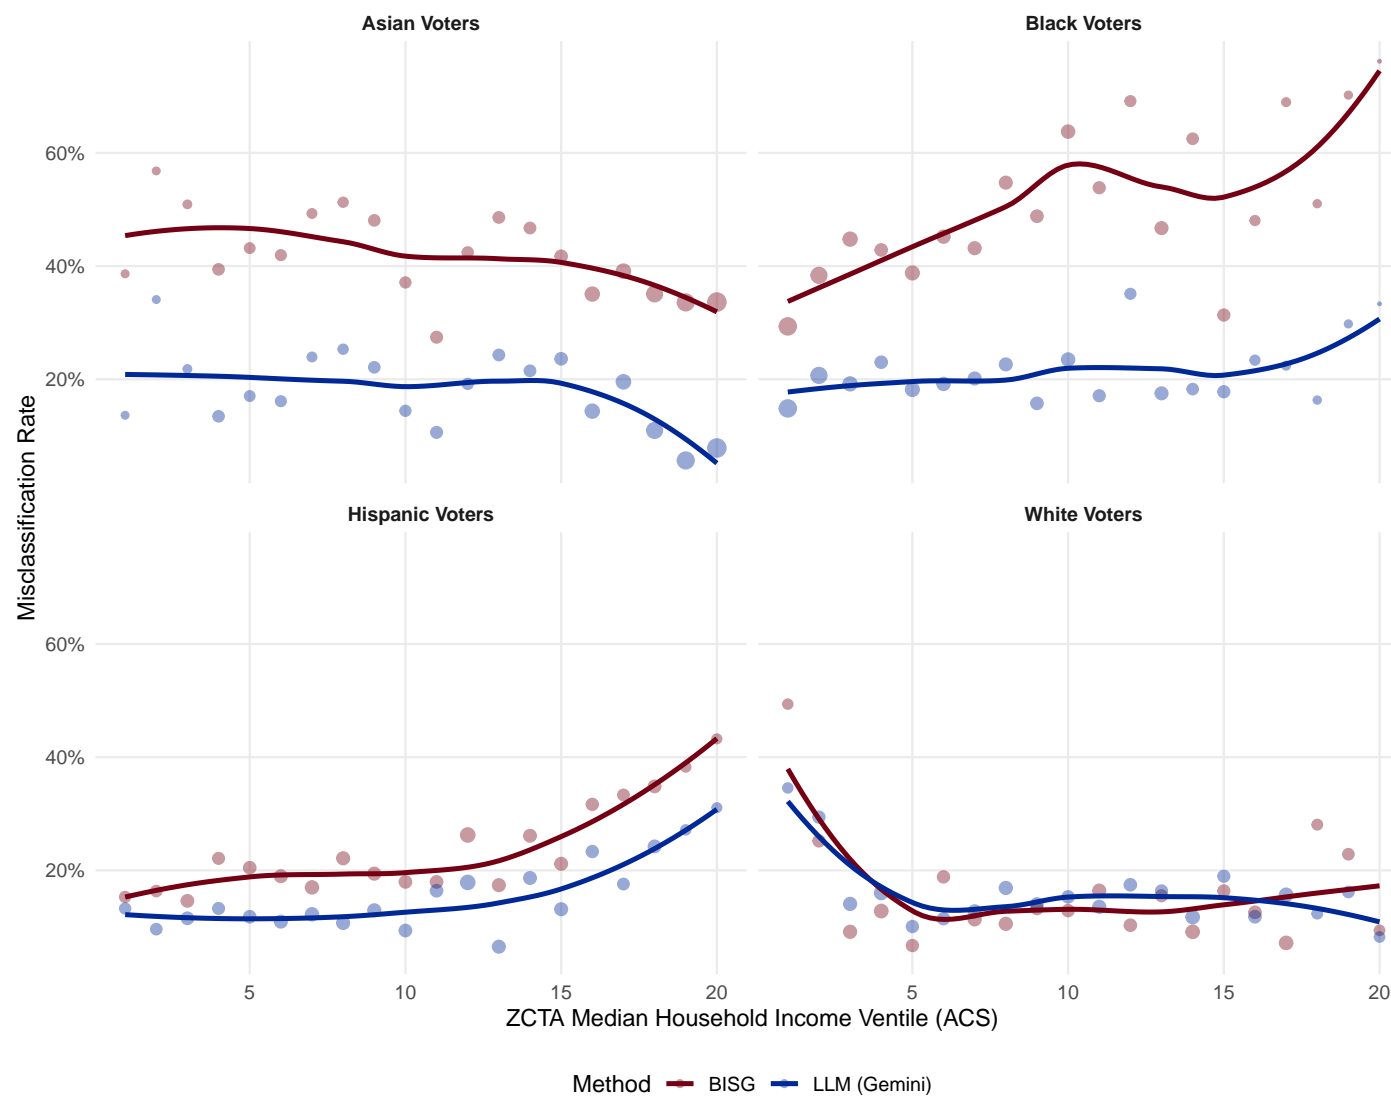 Asian Voters
Black Voters
60%
40%
20%
Hispanic Voters
White Voters
60%
40%
20%
5
10
15
20
5
10
15
20
Misclassification Rate
ZCTA Median Household Income Ventile (ACS)
Method BISG LLM (Gemini)